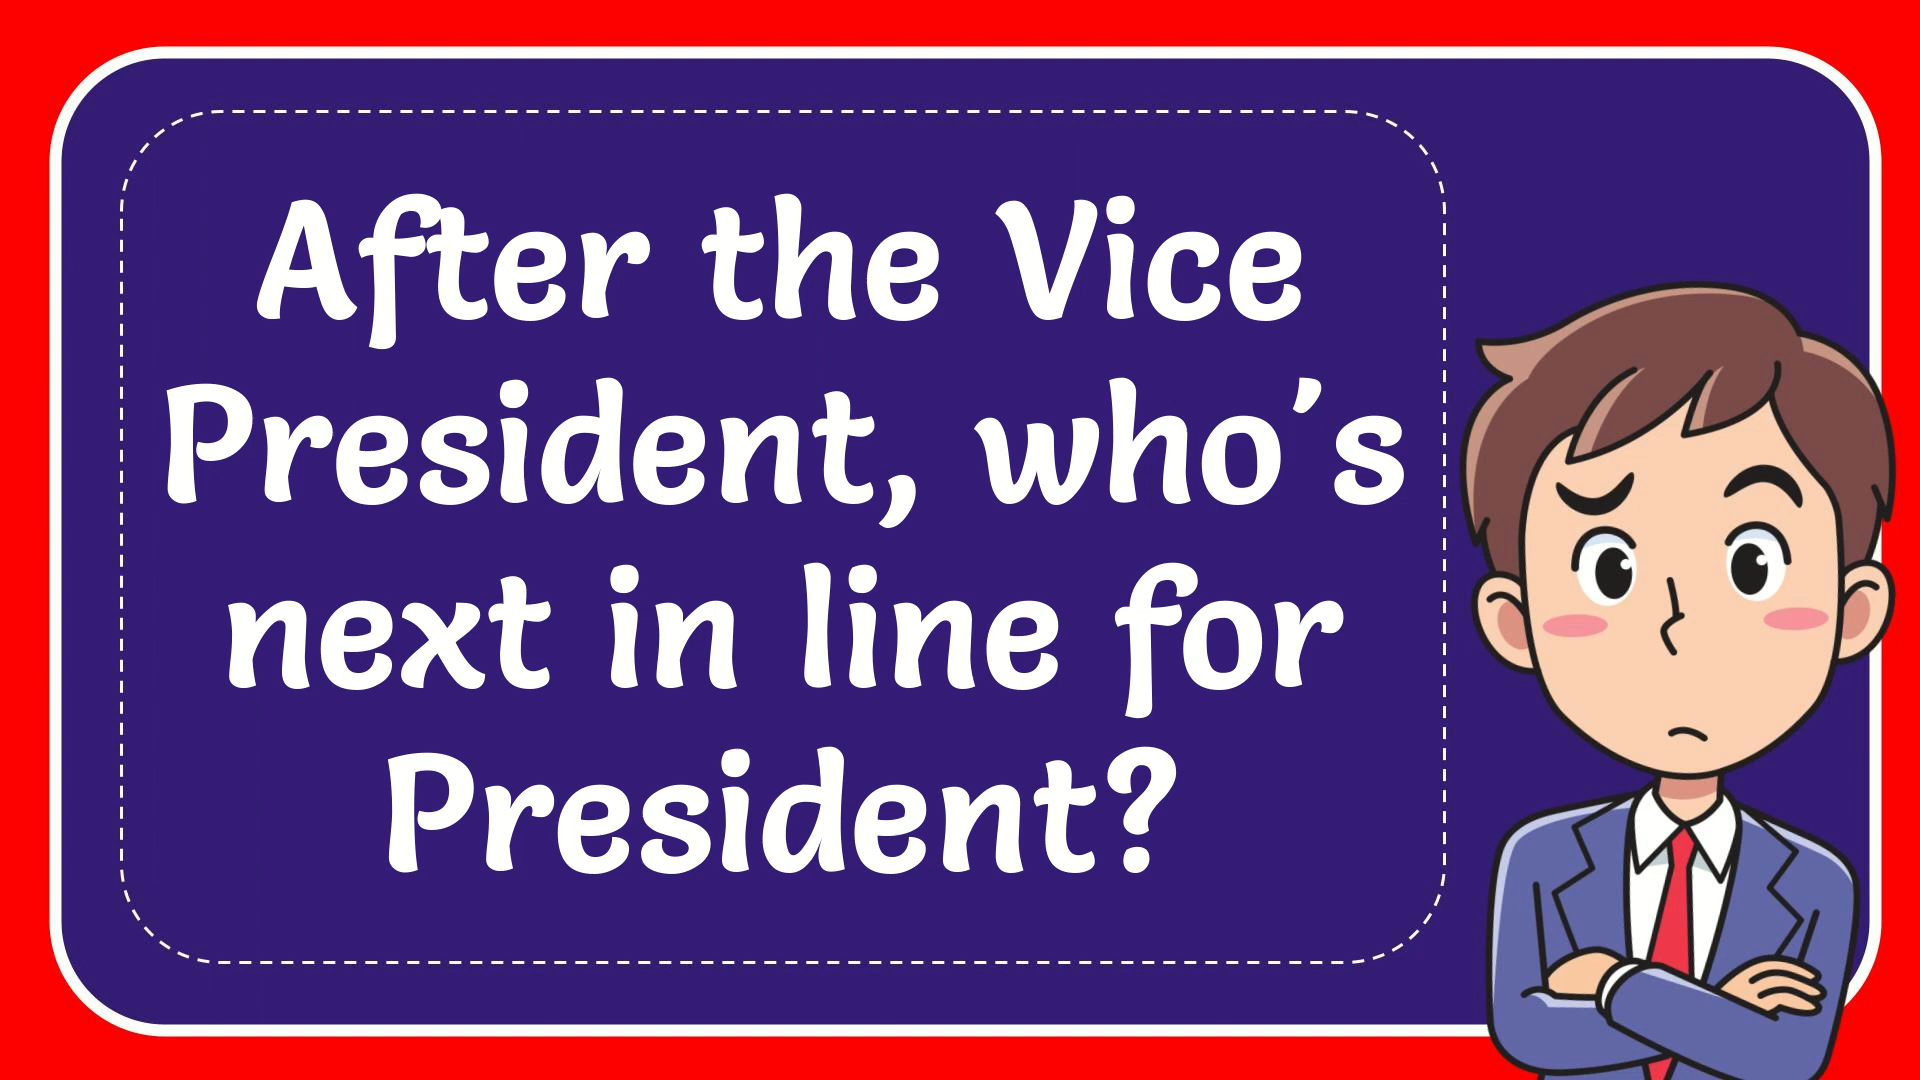 After the Vice
President, who's
next in line for
President?